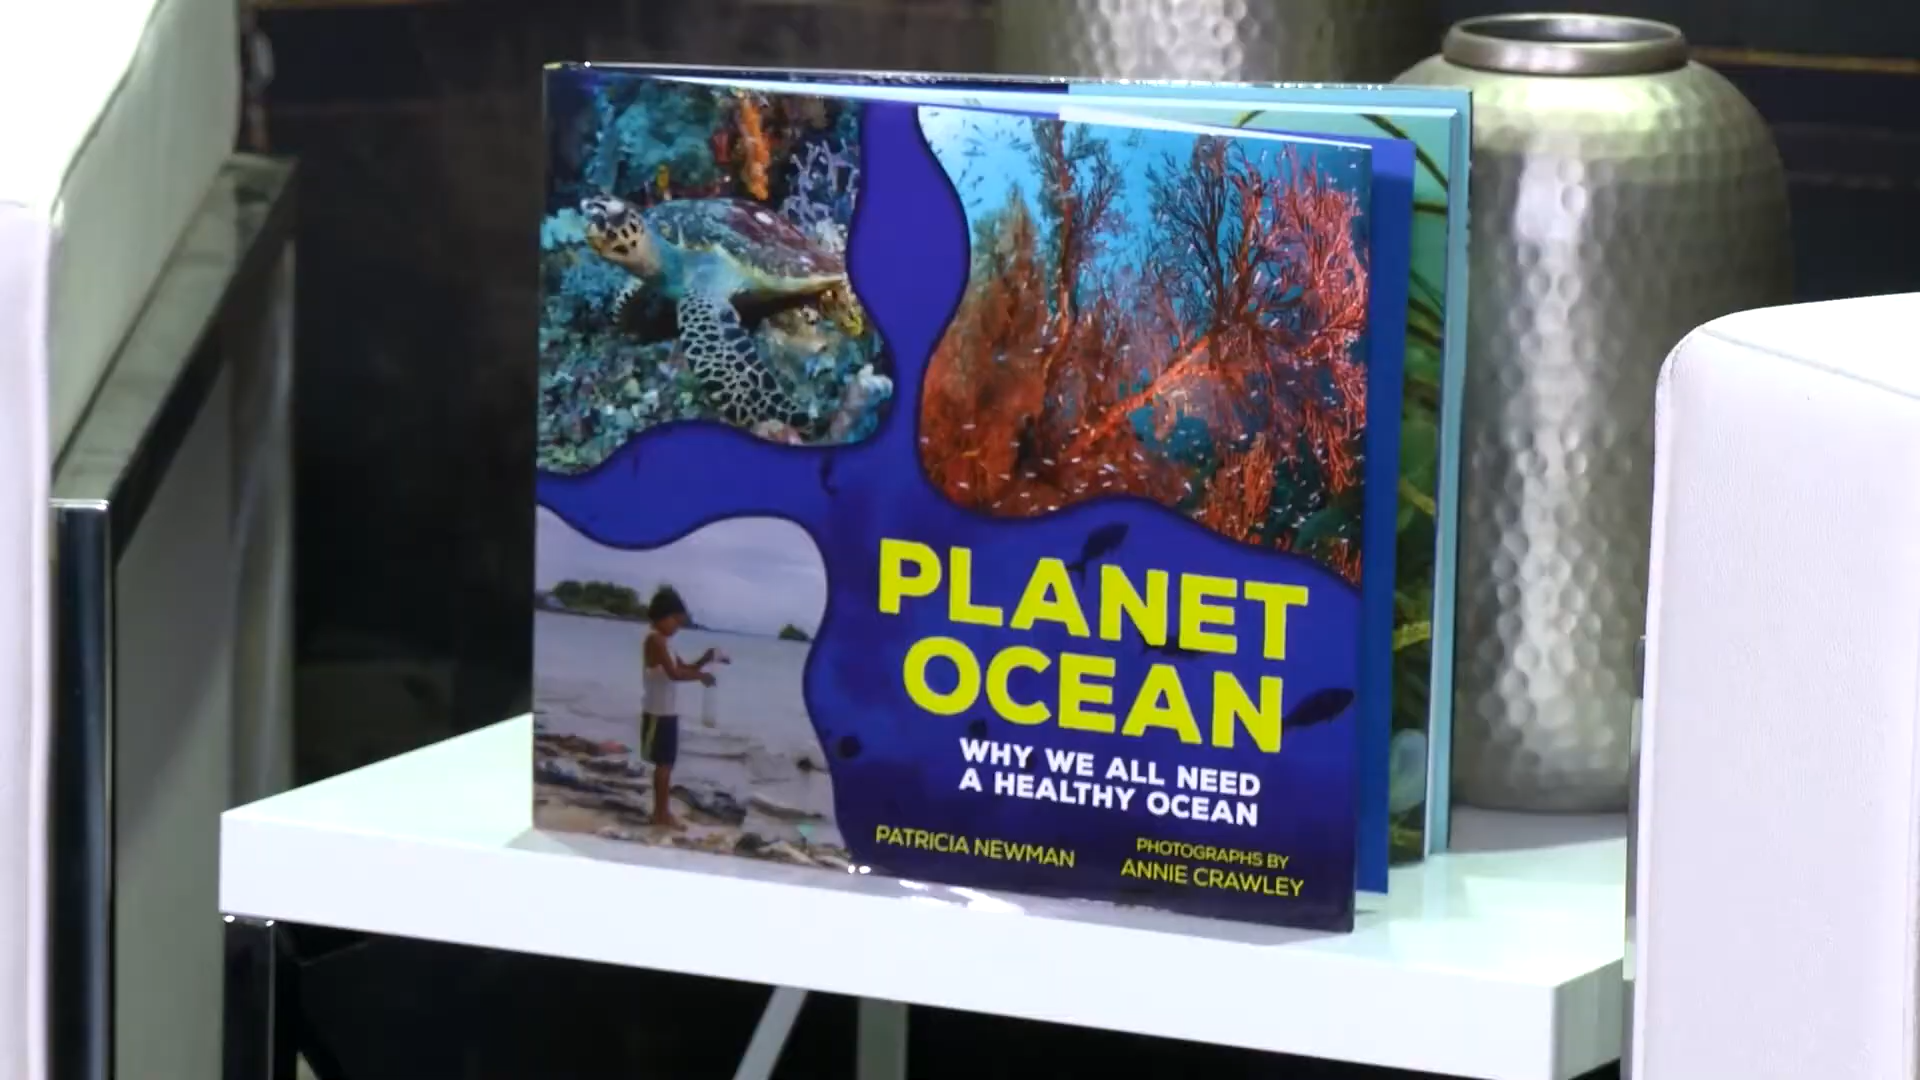 PLANET
OCEAN
WHY WE ALL NEED
A HEALTHY OCEAN
PATRICIA NEWMAN
PHOTOGRAPHS BY
ANNIE CRAWLEY